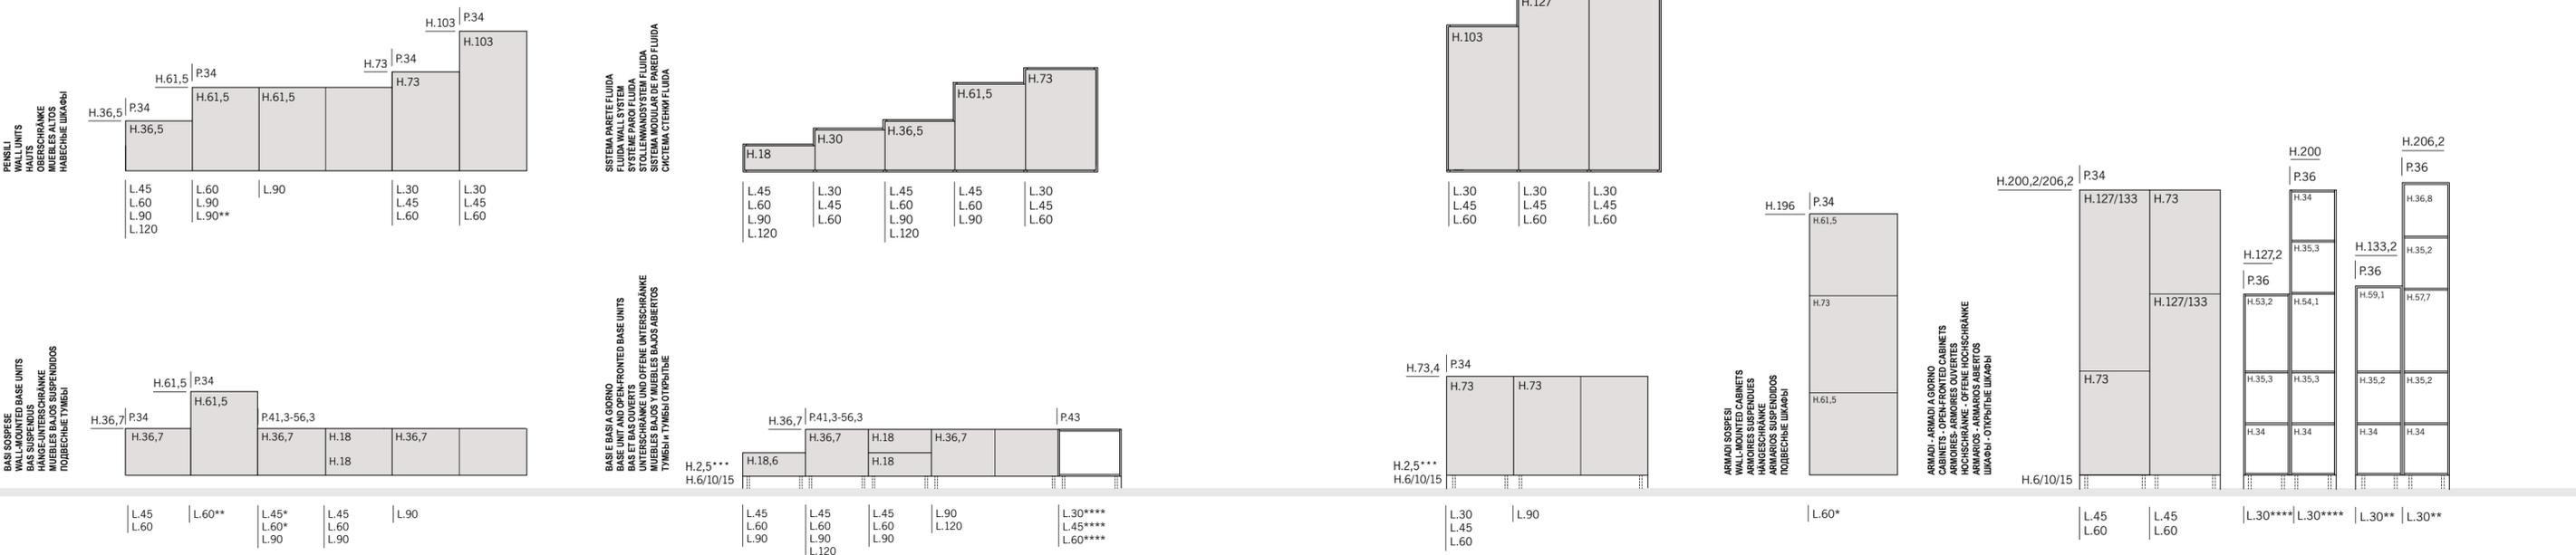 PENSILI
WALL UNITS
HAUTS
OBERSCHRÄNKE
MUEBLES ALTOS
НАВЕСНЫЕ ШКАФЫ
H.36,5
P.34
H.36,5
H.61,5
P.34
H.61,5
H.61,5
H.73
P.34
H.73
H.103
P.34
H.103
L.45
L.60
L.90
L.120
L.60
L.90
L.90**
L.90
L.30
L.45
L.60
L.30
L.45
L.60
SISTEMA PARETE FLUIDA
FLUIDA WALL SYSTEM
SYSTÈME PAROI FLUIDA
STOLLENWANDSYSTEM FLUIDA
SISTEMA MODULAR DE PARED FLUIDA
СИСТЕМА СТЕНКИ FLUIDA
H.18
H.30
H.36,5
H.61,5
H.73
L.45
L.60
L.90
L.120
L.30
L.45
L.60
L.45
L.60
L.90
L.120
L.45
L.60
L.90
L.30
L.45
L.60
H.103
H.127
L.30
L.45
L.60
L.30
L.45
L.60
L.30
L.45
L.60
BASI SOSPESE
WALL-MOUNTED BASE UNITS
BAS SUSPENDUS
HÄNGE-UNTERSCHRÄNKE
MUEBLES BAJOS SUSPENDIDOS
ПОДВЕСНЫЕ ТУМБЫ
H.36,7
P.34
H.36,7
H.61,5
P.34
H.61,5
P.41,3-56,3
H.36,7
H.18
H.18
H.36,7
L.45
L.60
L.60**
L.45*
L.60*
L.90
L.45
L.60
L.90
L.90
BASI E BASI A GIORNO
BASE UNIT AND OPEN-FRONTED BASE UNITS
BAS ET BAS OUVERTS
UNTERSCHRÄNKE UND OFFENE UNTERSCHRÄNKE
MUEBLES BAJOS Y MUEBLES BAJOS ABIERTOS
ТУМБЫ и ТУМБЫ ОТКРЫТЫЕ
H.2,5***
H.6/10/15
H.18,6
H.36,7
P.41,3-56,3
H.36,7
H.18
H.18
H.36,7
P.43
L.45
L.60
L.90
L.45
L.60
L.90
L.120
L.45
L.60
L.90
L.90
L.120
L.30****
L.45****
L.60****
H.73,4
P.34
H.73
H.73
H.2,5***
H.6/10/15
L.30
L.45
L.60
L.90
ARMADI SOSPESI
WALL-MOUNTED CABINETS
ARMOIRES SUSPENDUES
HÄNGESCHRÄNKE
ARMARIOS SUSPENDIDOS
ПОДВЕСНЫЕ ШКАФЫ
H.196
P.34
H.61,5
H.73
H.61,5
L.60*
ARMADI - ARMADI A GIORNO
CABINETS - OPEN-FRONTED CABINETS
ARMOIRES- ARMOIRES OUVERTES
HOCHSCHRÄNKE - OFFENE HOCHSCHRÄNKE
ARMARIOS - ARMARIOS ABIERTOS
ШКАФЫ - ОТКРЫТЫЕ ШКАФЫ
H.200,2/206,2
P.34
H.127/133
H.73
H.73
H.127/133
H.6/10/15
L.45
L.60
L.45
L.60
H.127,2
P.36
H.53,2
H.35,3
H.34
H.200
P.36
H.34
H.35,3
H.54,1
H.35,3
H.34
L.30****
L.30****
H.133,2
P.36
H.59,1
H.35,2
H.34
H.206,2
P.36
H.36,8
H.35,2
H.57,7
H.35,2
H.34
L.30**
L.30**